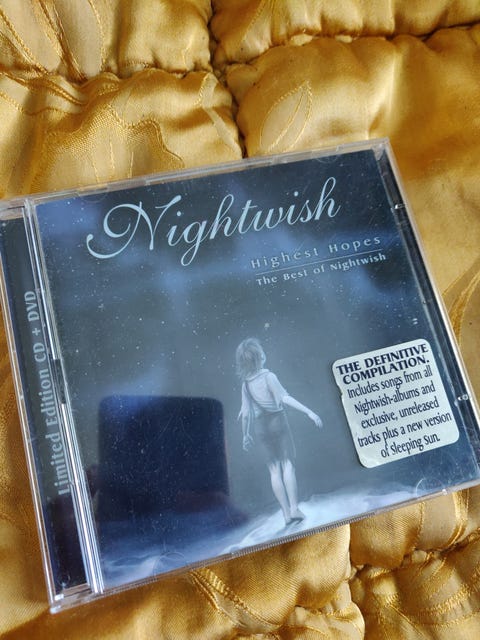 Nightwish
Highest Hopes
The Best of Nightwish
Limited Edition CD + DVD
THE DEFINITIVE
COMPILATION.
Includes songs from all
Nightwish-albums and
exclusive, unreleased
tracks plus a new version
of Sleeping Sun.